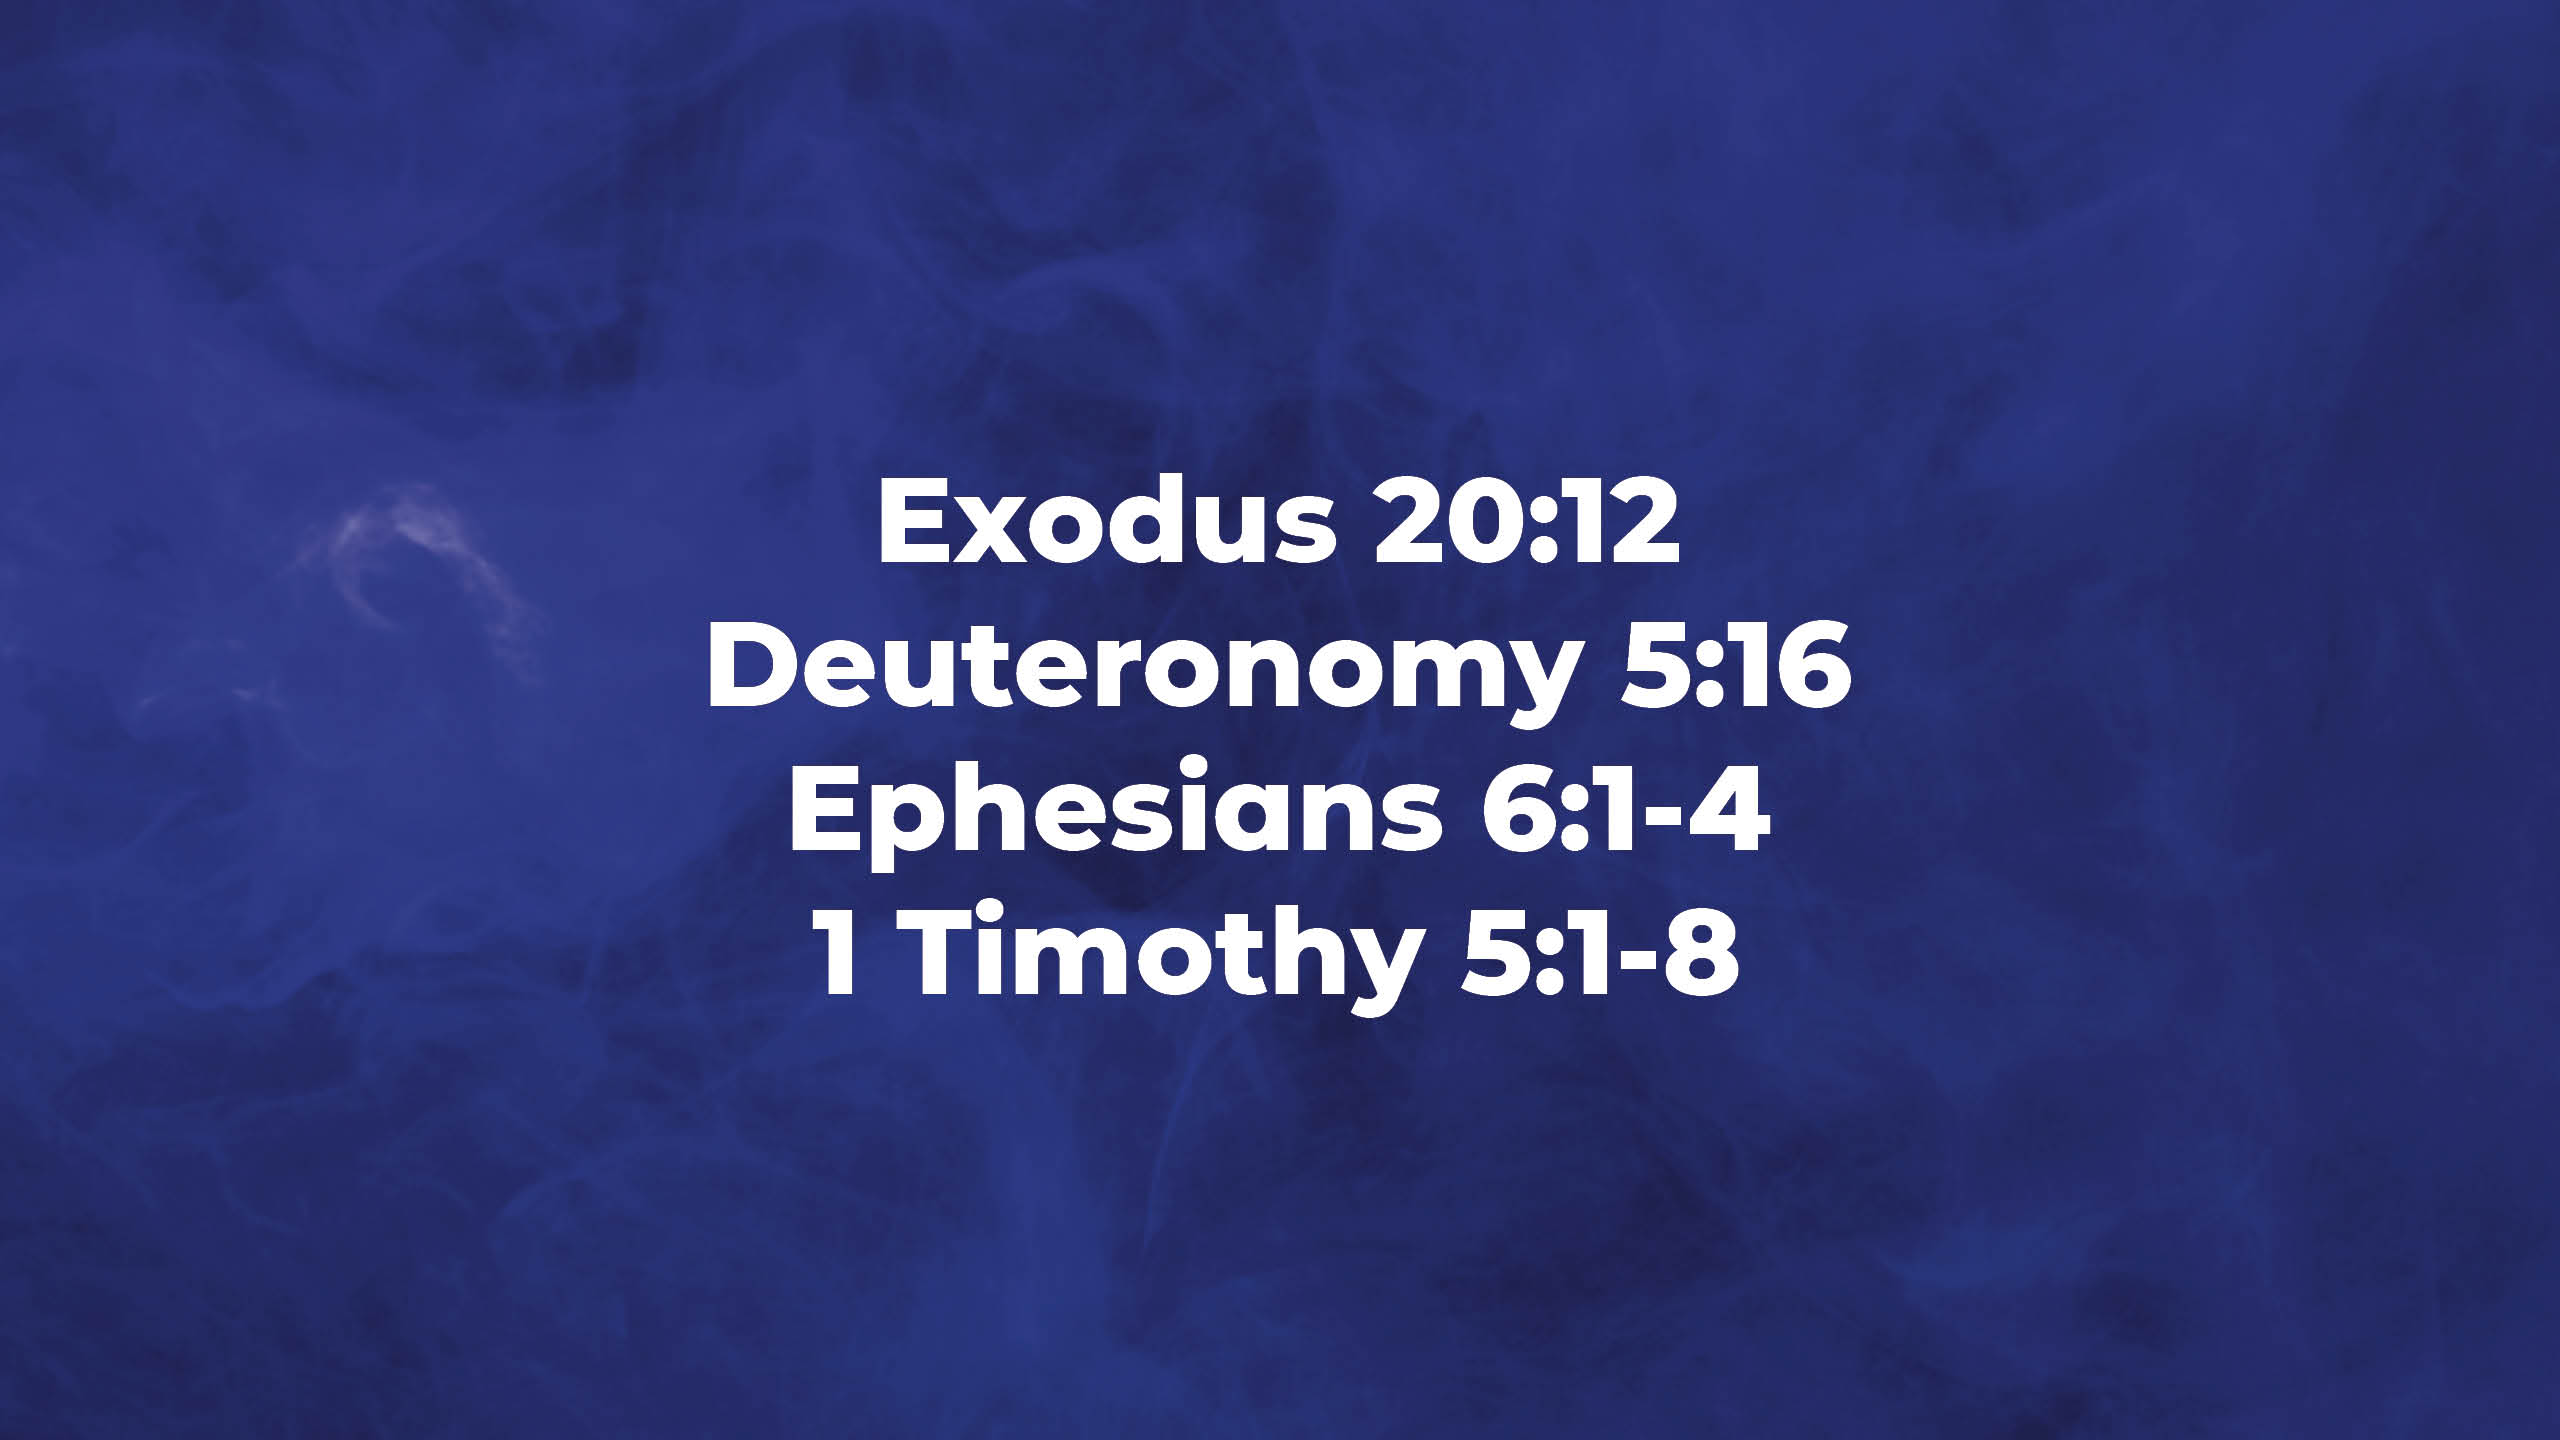 Exodus 20:12
Deuteronomy 5:16
Ephesians 6:1-4
1 Timothy 5:1-8